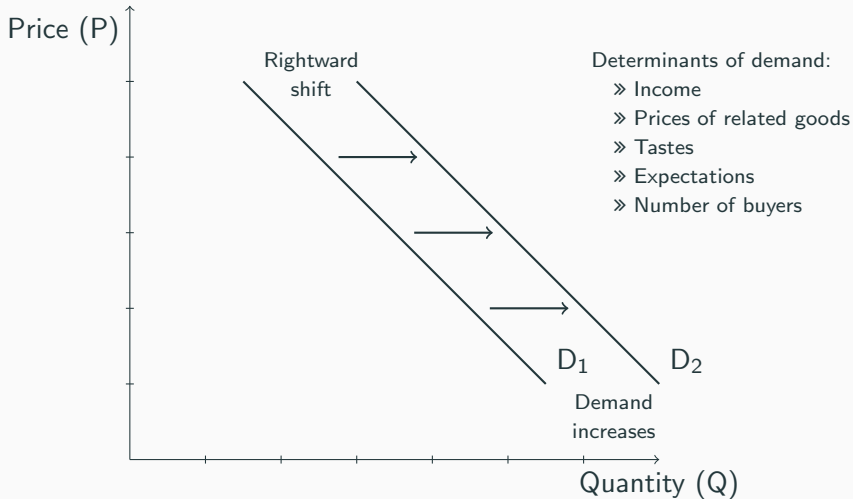 Price (P)
Rightward
shift
Determinants of demand:
» Income
» Prices of related goods
» Tastes
» Expectations
» Number of buyers
D₁
D₂
Demand
increases
Quantity (Q)